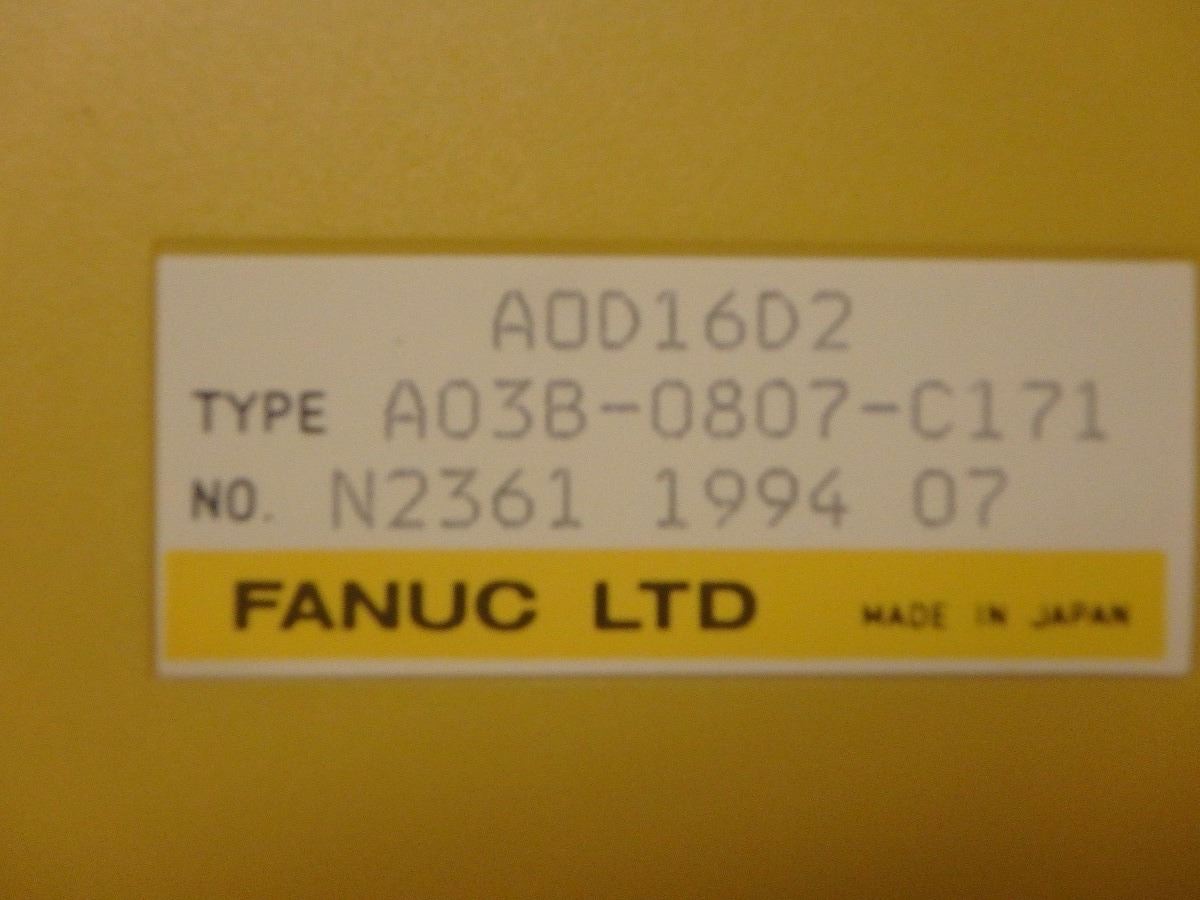 AOD16D2
TYPE A03B-0807-C171
NO. N2361 1994 07
FANUC LTD MADE IN JAPAN